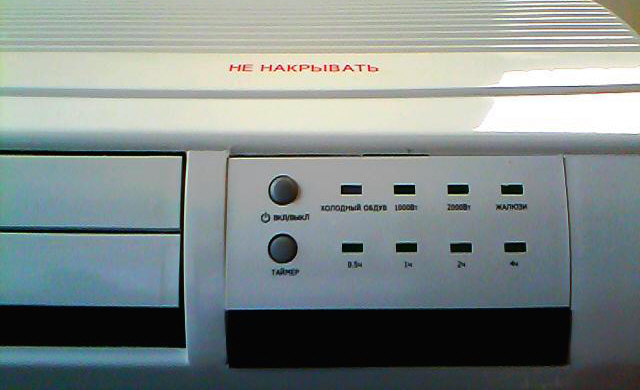 НЕ НАКРЫВАТЬ
ВКЛ/ВЫКЛ ХОЛОДНЫЙ ОБДУВ 1000Вт 2000Вт ЖАЛЮЗИ
ТАЙМЕР 0.5ч 1ч 2ч 4ч